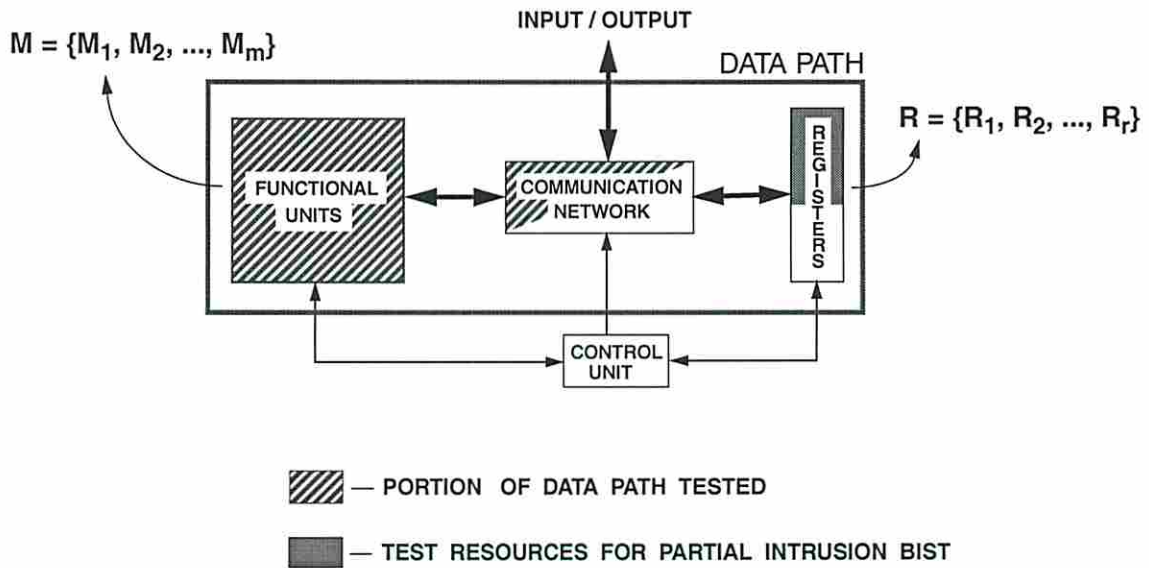 INPUT / OUTPUT
M = {M₁, M₂, ..., Mₘ}
DATA PATH
R = {R₁, R₂, ..., Rᵣ}
FUNCTIONAL
UNITS
COMMUNICATION
NETWORK
REGISTERS
CONTROL
UNIT
— PORTION OF DATA PATH TESTED
— TEST RESOURCES FOR PARTIAL INTRUSION BIST